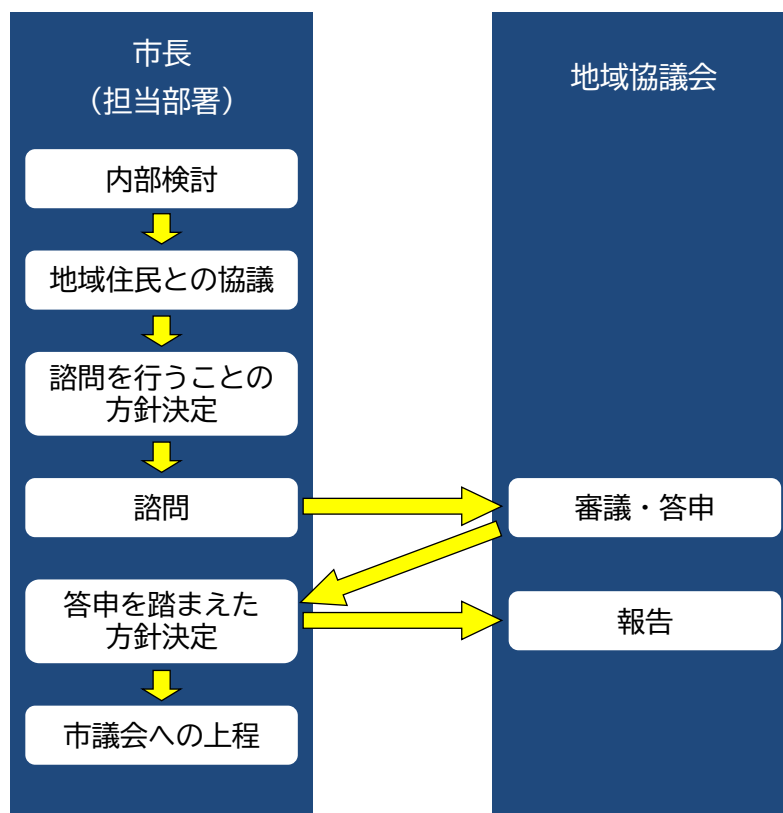 市長
（担当部署）
地域協議会
内部検討
地域住民との協議
諮問を行うことの
方針決定
諮問
審議・答申
答申を踏まえた
方針決定
報告
市議会への上程